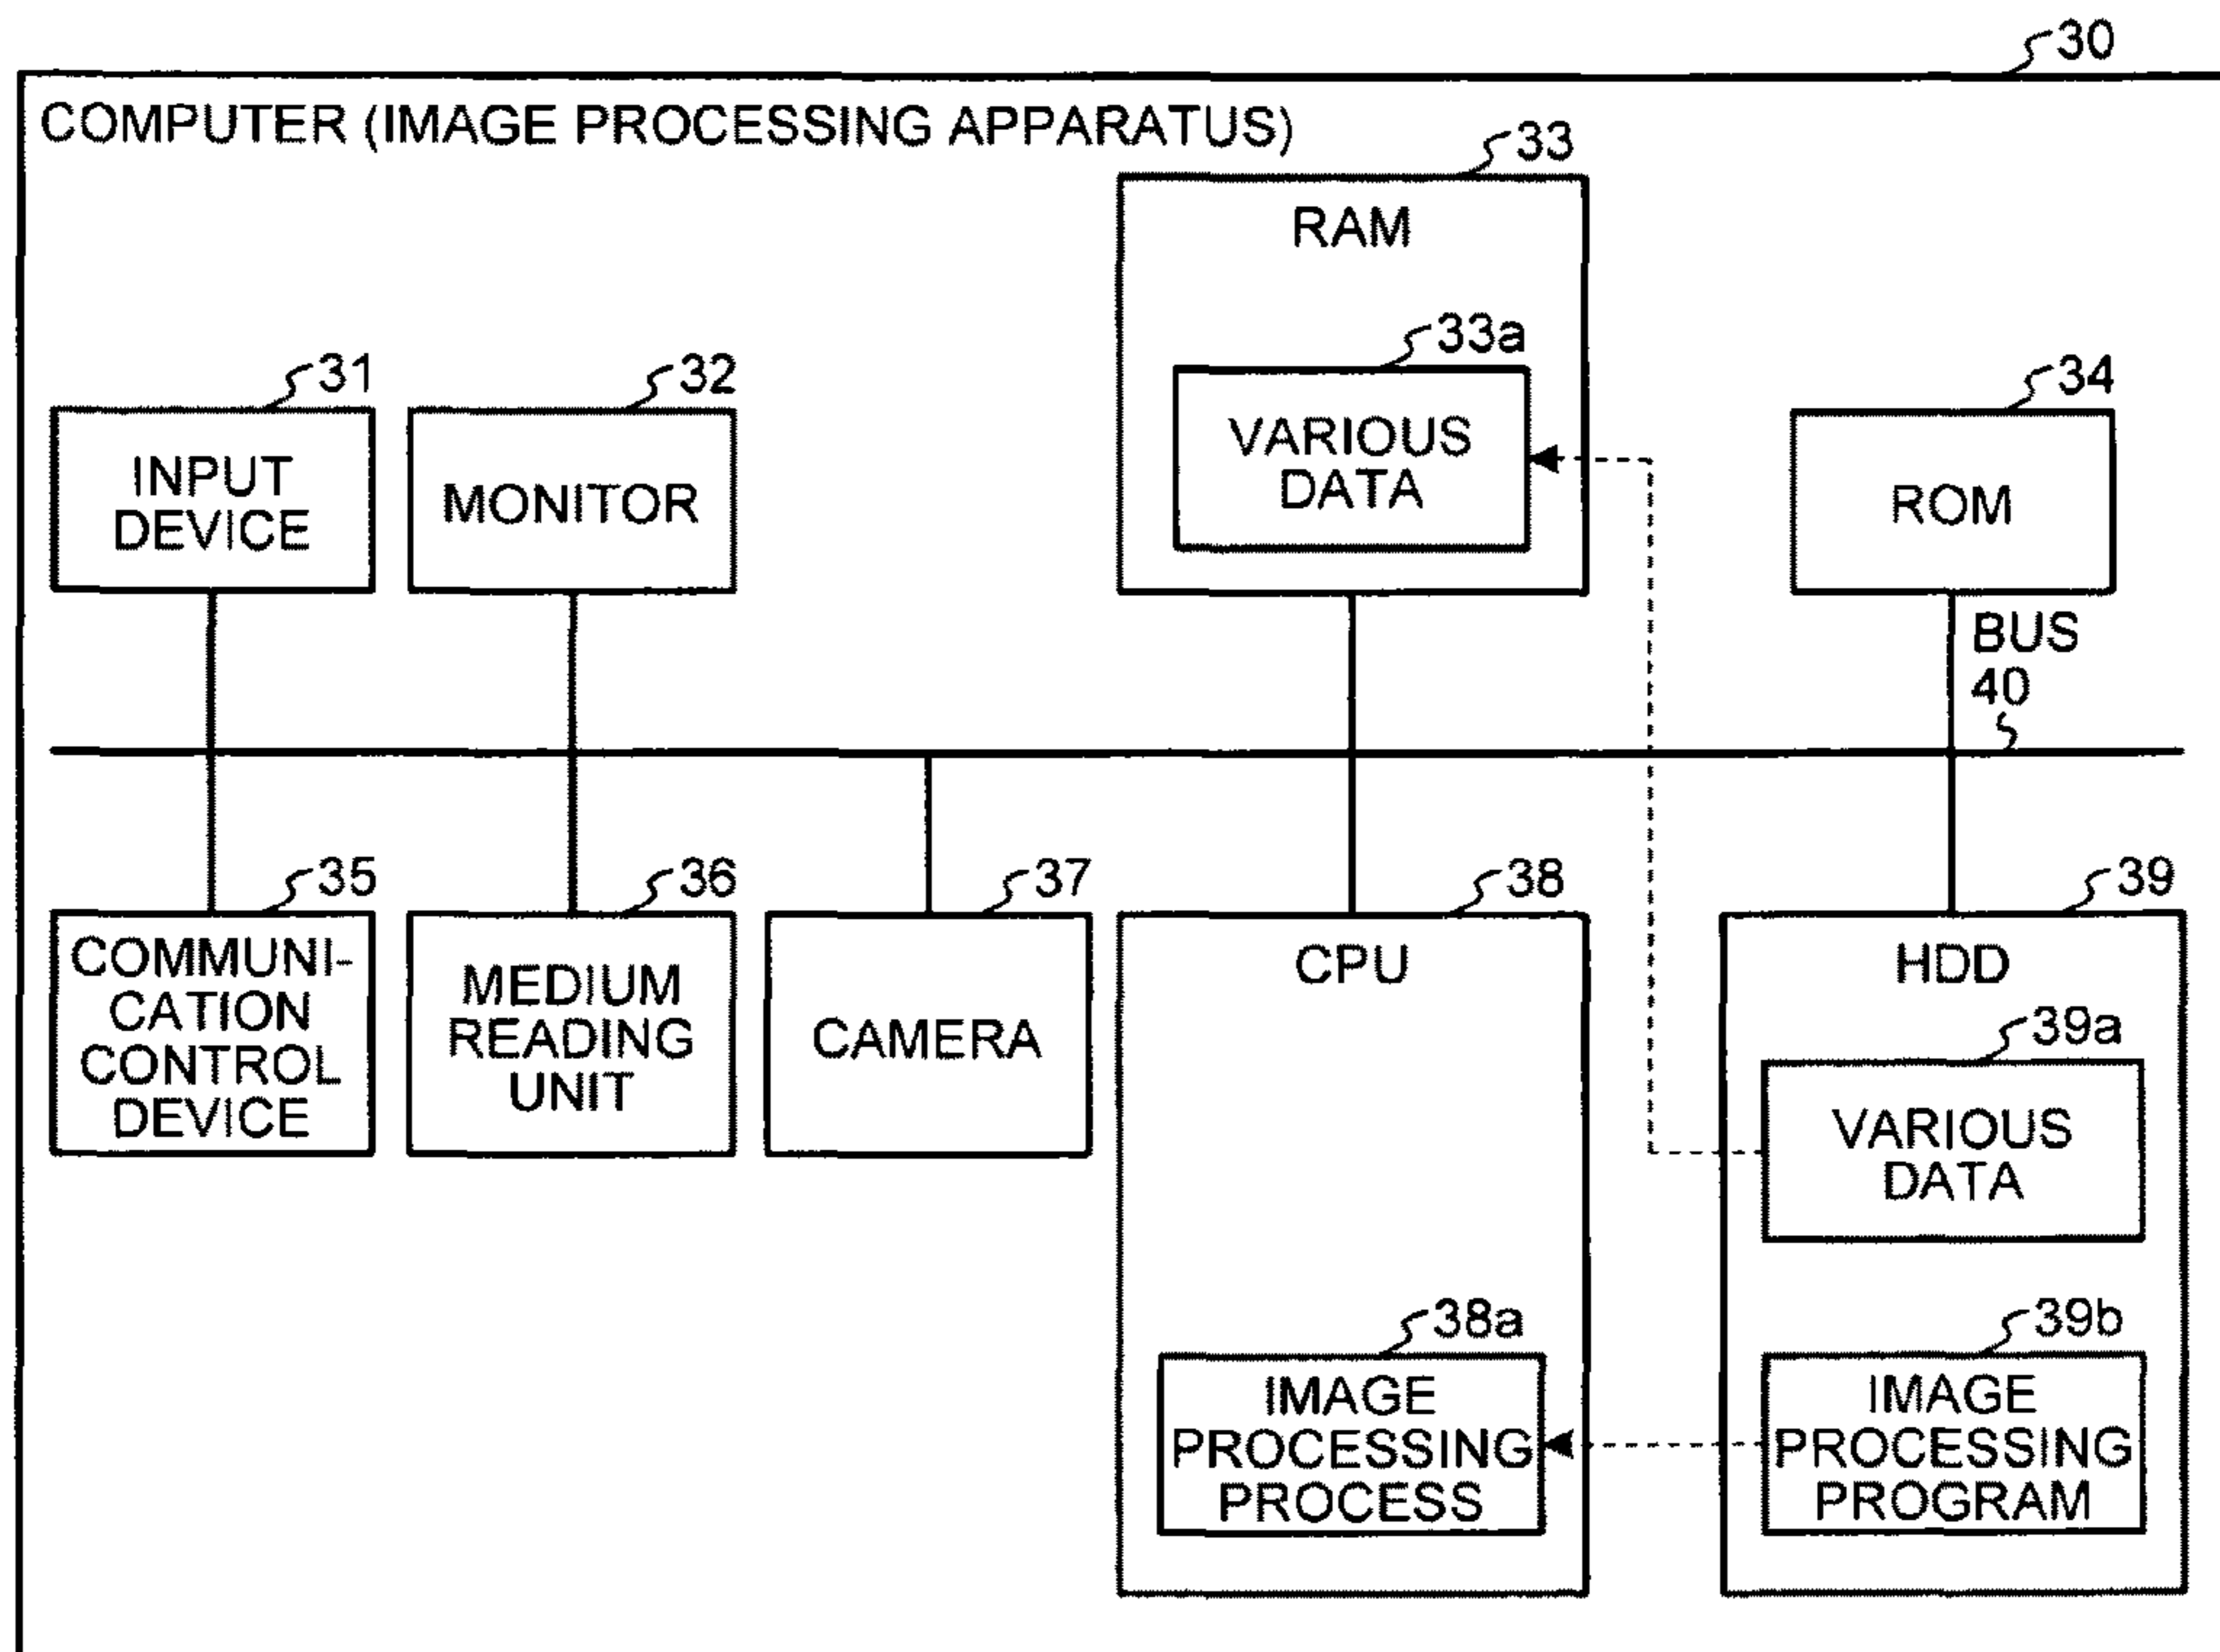 30
COMPUTER (IMAGE PROCESSING APPARATUS)
33
RAM
33a
VARIOUS
DATA
31
INPUT
DEVICE
32
MONITOR
34
ROM
BUS
40
35
COMMUNI-
CATION
CONTROL
DEVICE
36
MEDIUM
READING
UNIT
37
CAMERA
38
CPU
38a
IMAGE
PROCESSING
PROCESS
39
HDD
39a
VARIOUS
DATA
39b
IMAGE
PROCESSING
PROGRAM